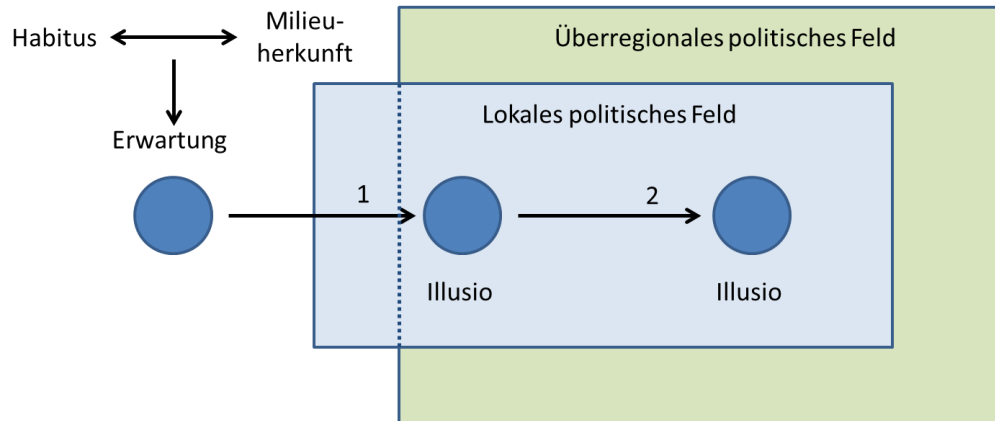 Habitus
Milieu-
herkunft
Überregionales politisches Feld
Lokales politisches Feld
Erwartung
1
2
Illusio
Illusio